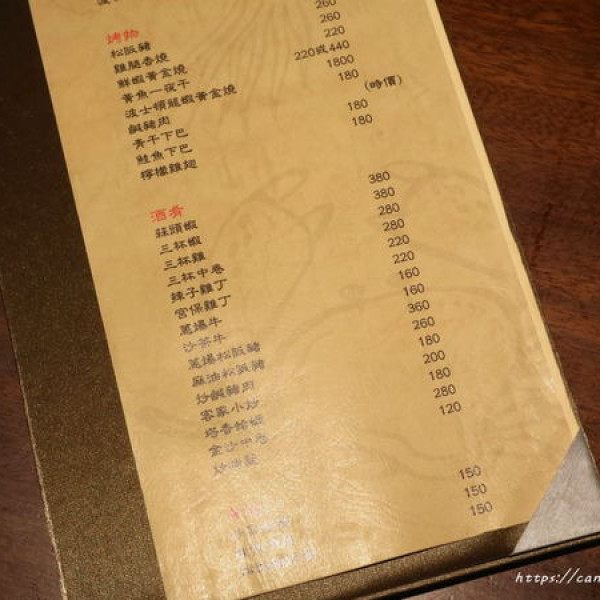 烤物
松阪豬 260
雞腿香燒 260
鮮蝦黃金燒 220
黃魚一夜干 220或440
波士頓龍蝦黃金燒 1800
鹹豬肉 180
青干下巴 (時價)
鮭魚下巴 180
檸檬雞翅 180
酒肴
蒜頭蝦 380
三杯蝦 380
三杯雞 280
三杯中卷 280
辣子雞丁 220
宮保雞丁 220
蔥爆牛 160
沙茶牛 160
蔥爆松阪豬 360
麻油松阪豬 260
炒鹹豬肉 180
客家小炒 200
塔香蛤蜊 180
金沙中卷 280
120
150
150
150
https://can